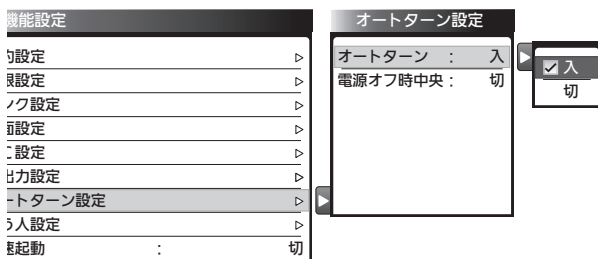 機能設定
設定
設定
ンク設定
面設定
設定
出力設定
ートターン設定
う人設定
速起動 : 切
オートターン設定
オートターン : 入
電源オフ時中央 : 切
入
切